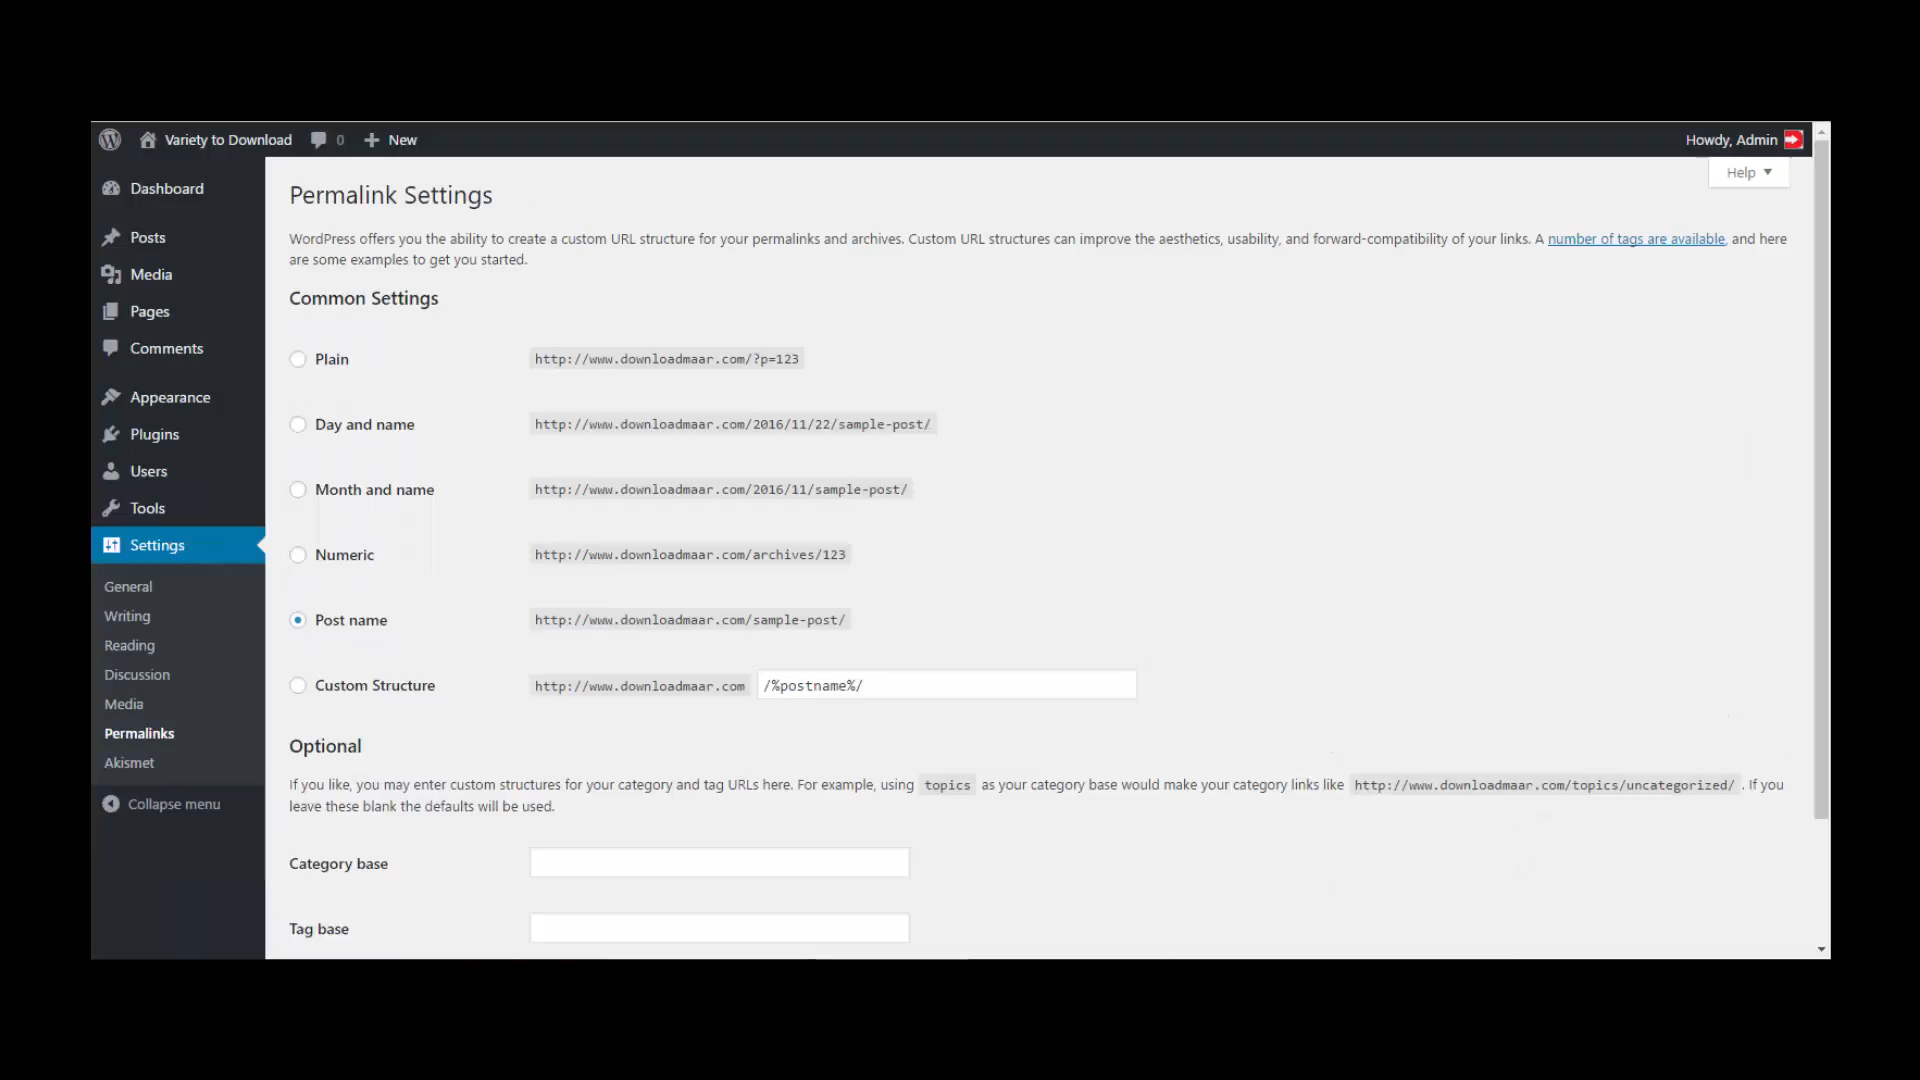 Variety to Download 0 New Howdy, Admin
Help
Dashboard
Posts
Media
Pages
Comments
Appearance
Plugins
Users
Tools
Settings
General
Writing
Reading
Discussion
Media
Permalinks
Akismet
Collapse menu
Permalink Settings
WordPress offers you the ability to create a custom URL structure for your permalinks and archives. Custom URL structures can improve the aesthetics, usability, and forward-compatibility of your links. A number of tags are available, and here
are some examples to get you started.
Common Settings
Plain http://www.downloadmaar.com/?p=123
Day and name http://www.downloadmaar.com/2016/11/22/sample-post/
Month and name http://www.downloadmaar.com/2016/11/sample-post/
Numeric http://www.downloadmaar.com/archives/123
Post name http://www.downloadmaar.com/sample-post/
Custom Structure http://www.downloadmaar.com /%postname%/
Optional
If you like, you may enter custom structures for your category and tag URLs here. For example, using topics as your category base would make your category links like http://www.downloadmaar.com/topics/uncategorized/ . If you
leave these blank the defaults will be used.
Category base
Tag base